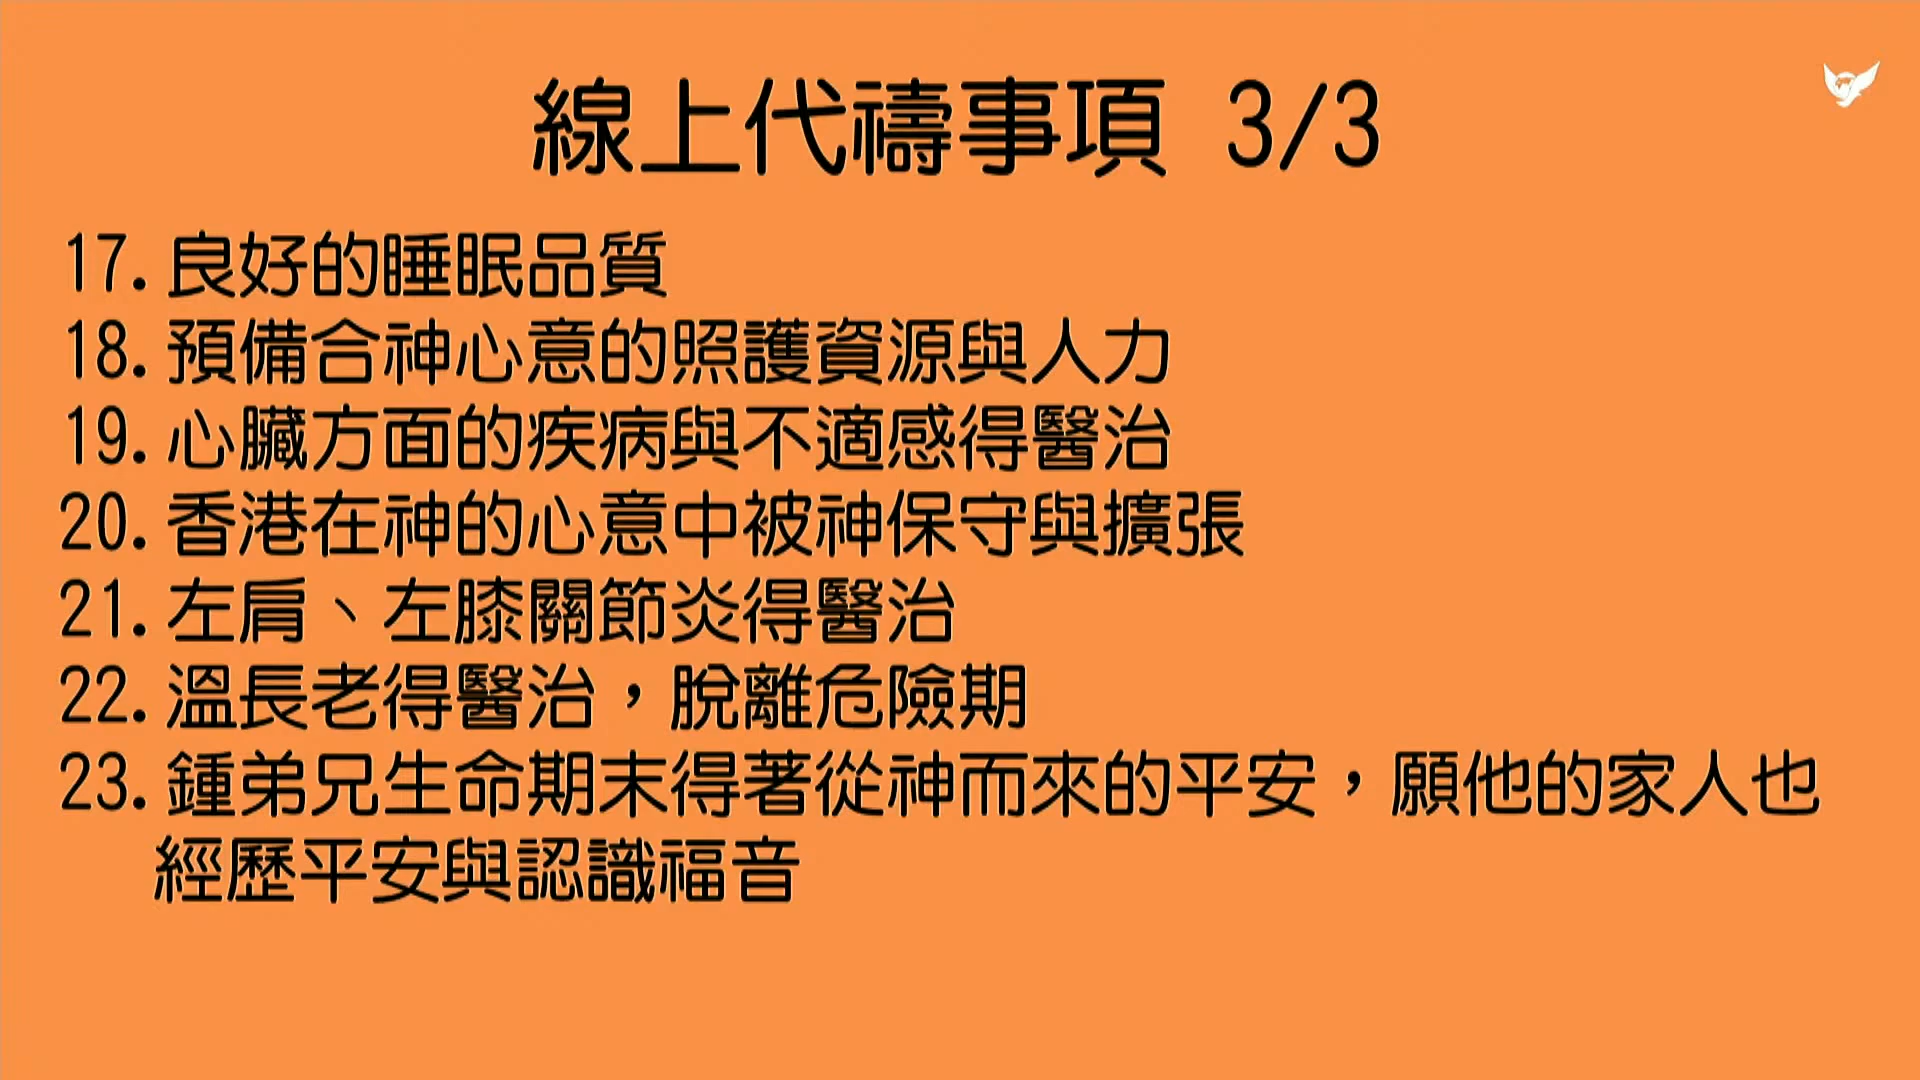 線上代禱事項 3/3
17.良好的睡眠品質
18.預備合神心意的照護資源與人力
19.心臟方面的疾病與不適感得醫治
20.香港在神的心意中被神保守與擴張
21.左肩、左膝關節炎得醫治
22.溫長老得醫治，脫離危險期
23.鍾弟兄生命期末得著從神而來的平安，願他的家人也
經歷平安與認識福音